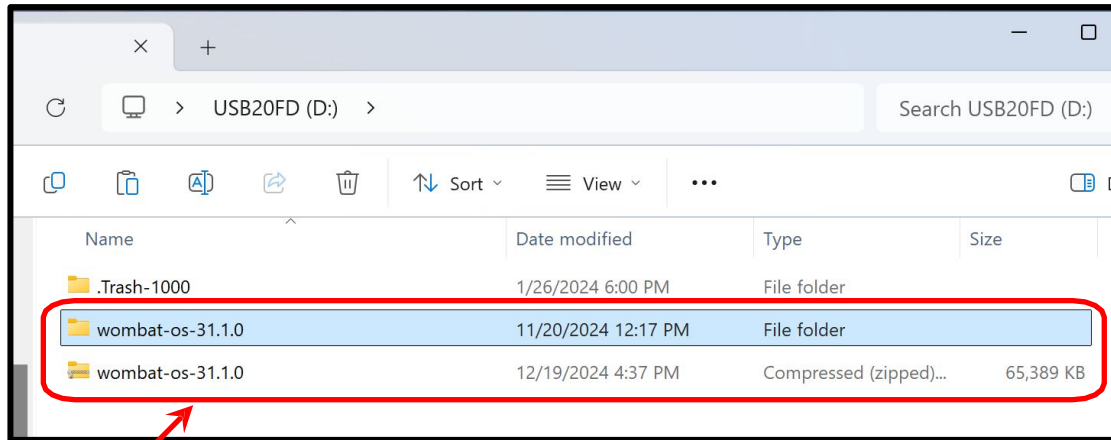 USB20FD (D:)
Search USB20FD (D:)
Sort
View
Name Date modified Type Size
.Trash-1000 1/26/2024 6:00 PM File folder
wombat-os-31.1.0 11/20/2024 12:17 PM File folder
wombat-os-31.1.0 12/19/2024 4:37 PM Compressed (zipped)... 65,389 KB